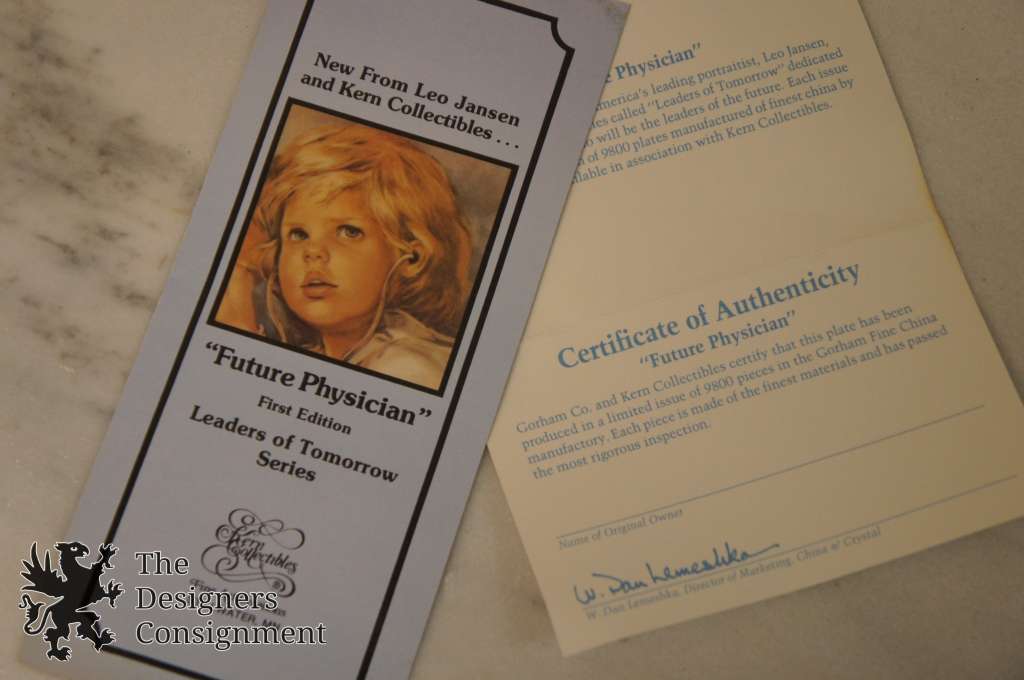 New From Leo Jansen
and Kern Collectibles . . .
"Future Physician"
First Edition
Leaders of Tomorrow
Series
Kern
Collectibles
WATER, MN
Physician"
America's leading portraitist, Leo Jansen,
called "Leaders of Tomorrow" dedicated
will be the leaders of the future. Each issue
of 9800 plates manufactured of finest china by
in association with Kern Collectibles.
Certificate of Authenticity
"Future Physician"
Gorham Co. and Kern Collectibles certify that this plate has been
produced in a limited issue of 9800 pieces in the Gorham Fine China
manufactory. Each piece is made of the finest materials and has passed
the most rigorous inspection.
Name of Original Owner
W. Dan Lemeshka
W. Dan Lemeshka, Director of Marketing, China & Crystal
The
Designers
Consignment